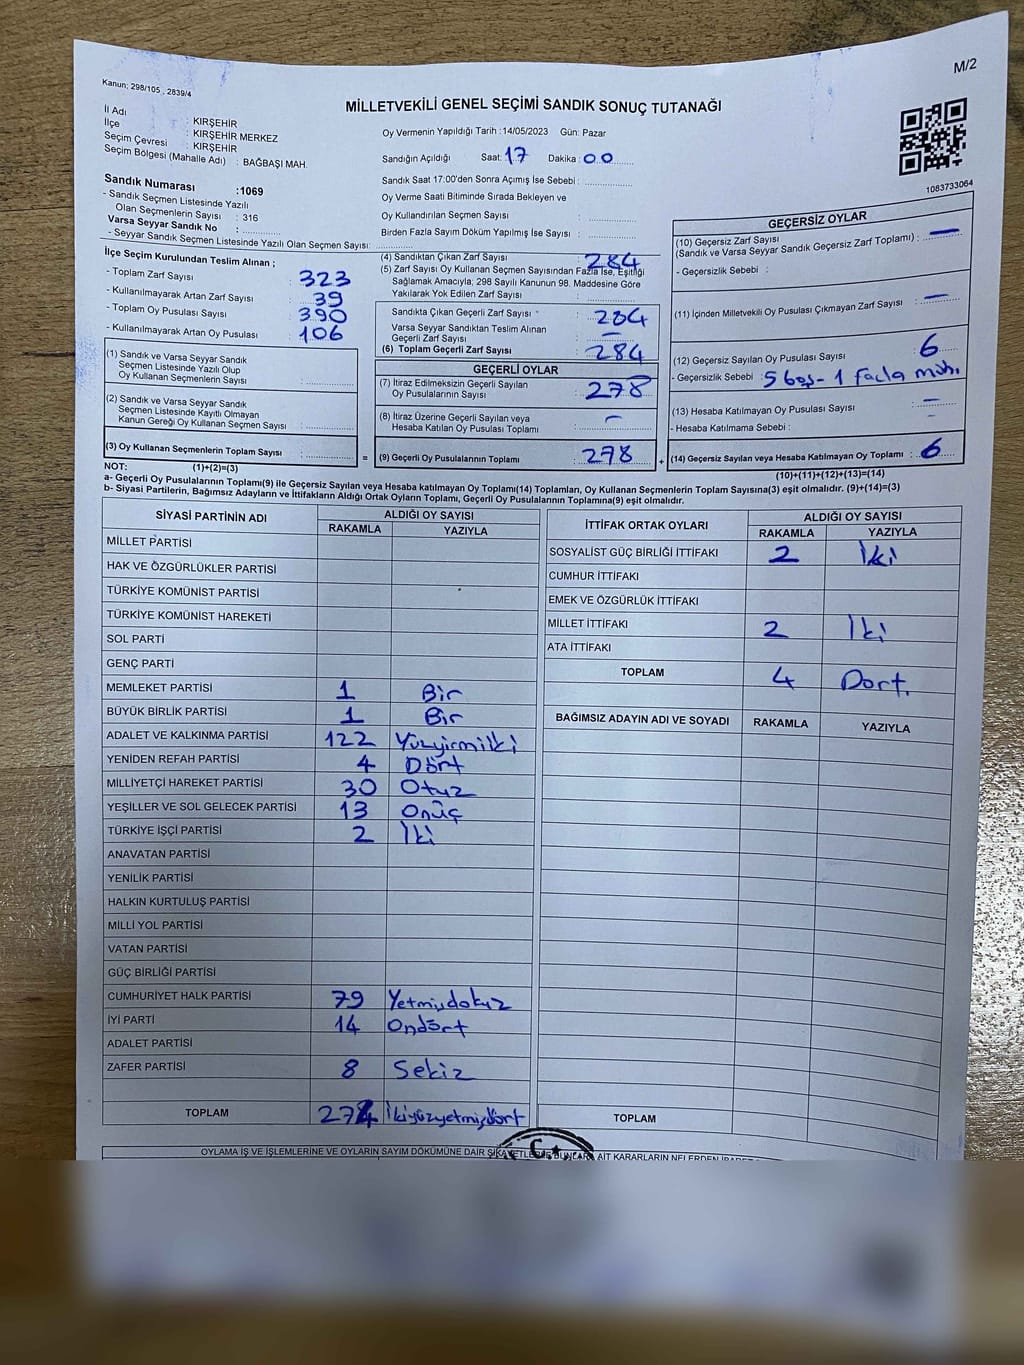 M/2
Kanun: 298/105 , 2839/4
MİLLETVEKİLİ GENEL SEÇİMİ SANDIK SONUÇ TUTANAĞI
İl Adı : KIRŞEHİR
İlçe : KIRŞEHİR MERKEZ
Seçim Çevresi : KIRŞEHİR
Seçim Bölgesi (Mahalle Adı) : BAĞBAŞI MAH.
Sandık Numarası :1069
- Sandık Seçmen Listesinde Yazılı
Olan Seçmenlerin Sayısı : 316
Varsa Seyyar Sandık No :
- Seyyar Sandık Seçmen Listesinde Yazılı Olan Seçmen Sayısı:
Oy Vermenin Yapıldığı Tarih :14/05/2023 Gün: Pazar
Sandığın Açıldığı Saat: 17 Dakika : 00
Sandık Saat 17:00'den Sonra Açımış İse Sebebi :
Oy Verme Saati Bitiminde Sırada Bekleyen ve
Oy Kullandırılan Seçmen Sayısı :
Birden Fazla Sayım Döküm Yapılmış İse Sayısı :
1083733064
İlçe Seçim Kurulundan Teslim Alınan ;
- Toplam Zarf Sayısı : 323
- Kullanılmayarak Artan Zarf Sayısı : 39
- Toplam Oy Pusulası Sayısı : 390
- Kullanılmayarak Artan Oy Pusulası : 106
(1) Sandık ve Varsa Seyyar Sandık
Seçmen Listesinde Yazılı Olup
Oy Kullanan Seçmenlerin Sayısı :
(2) Sandık ve Varsa Seyyar Sandık
Seçmen Listesinde Kayıtlı Olmayan
Kanun Gereği Oy Kullanan Seçmen Sayısı :
(3) Oy Kullanan Seçmenlerin Toplam Sayısı :
(4) Sandıktan Çıkan Zarf Sayısı : 284
(5) Zarf Sayısı Oy Kullanan Seçmen Sayısından Fazla İse, Eşitliği
Sağlamak Amacıyla; 298 Sayılı Kanunun 98. Maddesine Göre
Yakılarak Yok Edilen Zarf Sayısı :
Sandıkta Çıkan Geçerli Zarf Sayısı : 284
Varsa Seyyar Sandıktan Teslim Alınan
Geçerli Zarf Sayısı : —
(6) Toplam Geçerli Zarf Sayısı : 284
GEÇERLİ OYLAR
(7) İtiraz Edilmeksizin Geçerli Sayılan
Oy Pusulalarının Sayısı : 278
(8) İtiraz Üzerine Geçerli Sayılan veya
Hesaba Katılan Oy Pusulası Toplamı : —
= (9) Geçerli Oy Pusulalarının Toplamı : 278
GEÇERSİZ OYLAR
(10) Geçersiz Zarf Sayısı
(Sandık ve Varsa Seyyar Sandık Geçersiz Zarf Toplamı) : —
- Geçersizlik Sebebi :
(11) İçinden Milletvekili Oy Pusulası Çıkmayan Zarf Sayısı : —
(12) Geçersiz Sayılan Oy Pusulası Sayısı : 6
- Geçersizlik Sebebi : 5 boş - 1 Facla müh.
(13) Hesaba Katılmayan Oy Pusulası Sayısı : —
- Hesaba Katılmama Sebebi : —
+ (14) Geçersiz Sayılan veya Hesaba Katılmayan Oy Toplamı : 6
NOT: (1)+(2)=(3)
(10)+(11)+(12)+(13)=(14)
a- Geçerli Oy Pusulalarının Toplamı(9) ile Geçersiz Sayılan veya Hesaba katılmayan Oy Toplamı(14) Toplamları, Oy Kullanan Seçmenlerin Toplam Sayısına(3) eşit olmalıdır. (9)+(14)=(3)
b- Siyasi Partilerin, Bağımsız Adayların ve İttifakların Aldığı Ortak Oyların Toplamı, Geçerli Oy Pusulalarının Toplamına(9) eşit olmalıdır.
SİYASİ PARTİNİN ADI ALDIĞI OY SAYISI
RAKAMLA YAZIYLA
MİLLET PARTİSİ
HAK VE ÖZGÜRLÜKLER PARTİSİ
TÜRKİYE KOMÜNİST PARTİSİ
TÜRKİYE KOMÜNİST HAREKETİ
SOL PARTİ
GENÇ PARTİ
MEMLEKET PARTİSİ 1 Bir
BÜYÜK BİRLİK PARTİSİ 1 Bir
ADALET VE KALKINMA PARTİSİ 122 Yüzyirmiİki
YENİDEN REFAH PARTİSİ 4 Dört
MİLLİYETÇİ HAREKET PARTİSİ 30 Otuz
YEŞİLLER VE SOL GELECEK PARTİSİ 13 Onüç
TÜRKİYE İŞÇİ PARTİSİ 2 İki
ANAVATAN PARTİSİ
YENİLİK PARTİSİ
HALKIN KURTULUŞ PARTİSİ
MİLLİ YOL PARTİSİ
VATAN PARTİSİ
GÜÇ BİRLİĞİ PARTİSİ
CUMHURİYET HALK PARTİSİ 79 Yetmişdokuz
İYİ PARTİ 14 Ondört
ADALET PARTİSİ
ZAFER PARTİSİ 8 Sekiz
TOPLAM 274 İkiyüzyetmişdört
İTTİFAK ORTAK OYLARI ALDIĞI OY SAYISI
RAKAMLA YAZIYLA
SOSYALİST GÜÇ BİRLİĞİ İTTİFAKI 2 İki
CUMHUR İTTİFAKI
EMEK VE ÖZGÜRLÜK İTTİFAKI
MİLLET İTTİFAKI 2 İki
ATA İTTİFAKI
TOPLAM 4 Dört.
BAĞIMSIZ ADAYIN ADI VE SOYADI RAKAMLA YAZIYLA
TOPLAM
OYLAMA İŞ VE İŞLEMLERİNE VE OYLARIN SAYIM DÖKÜMÜNE DAİR ŞİKAYETLERLE BUNLARA AİT KARARLARIN NELERDEN İBARET